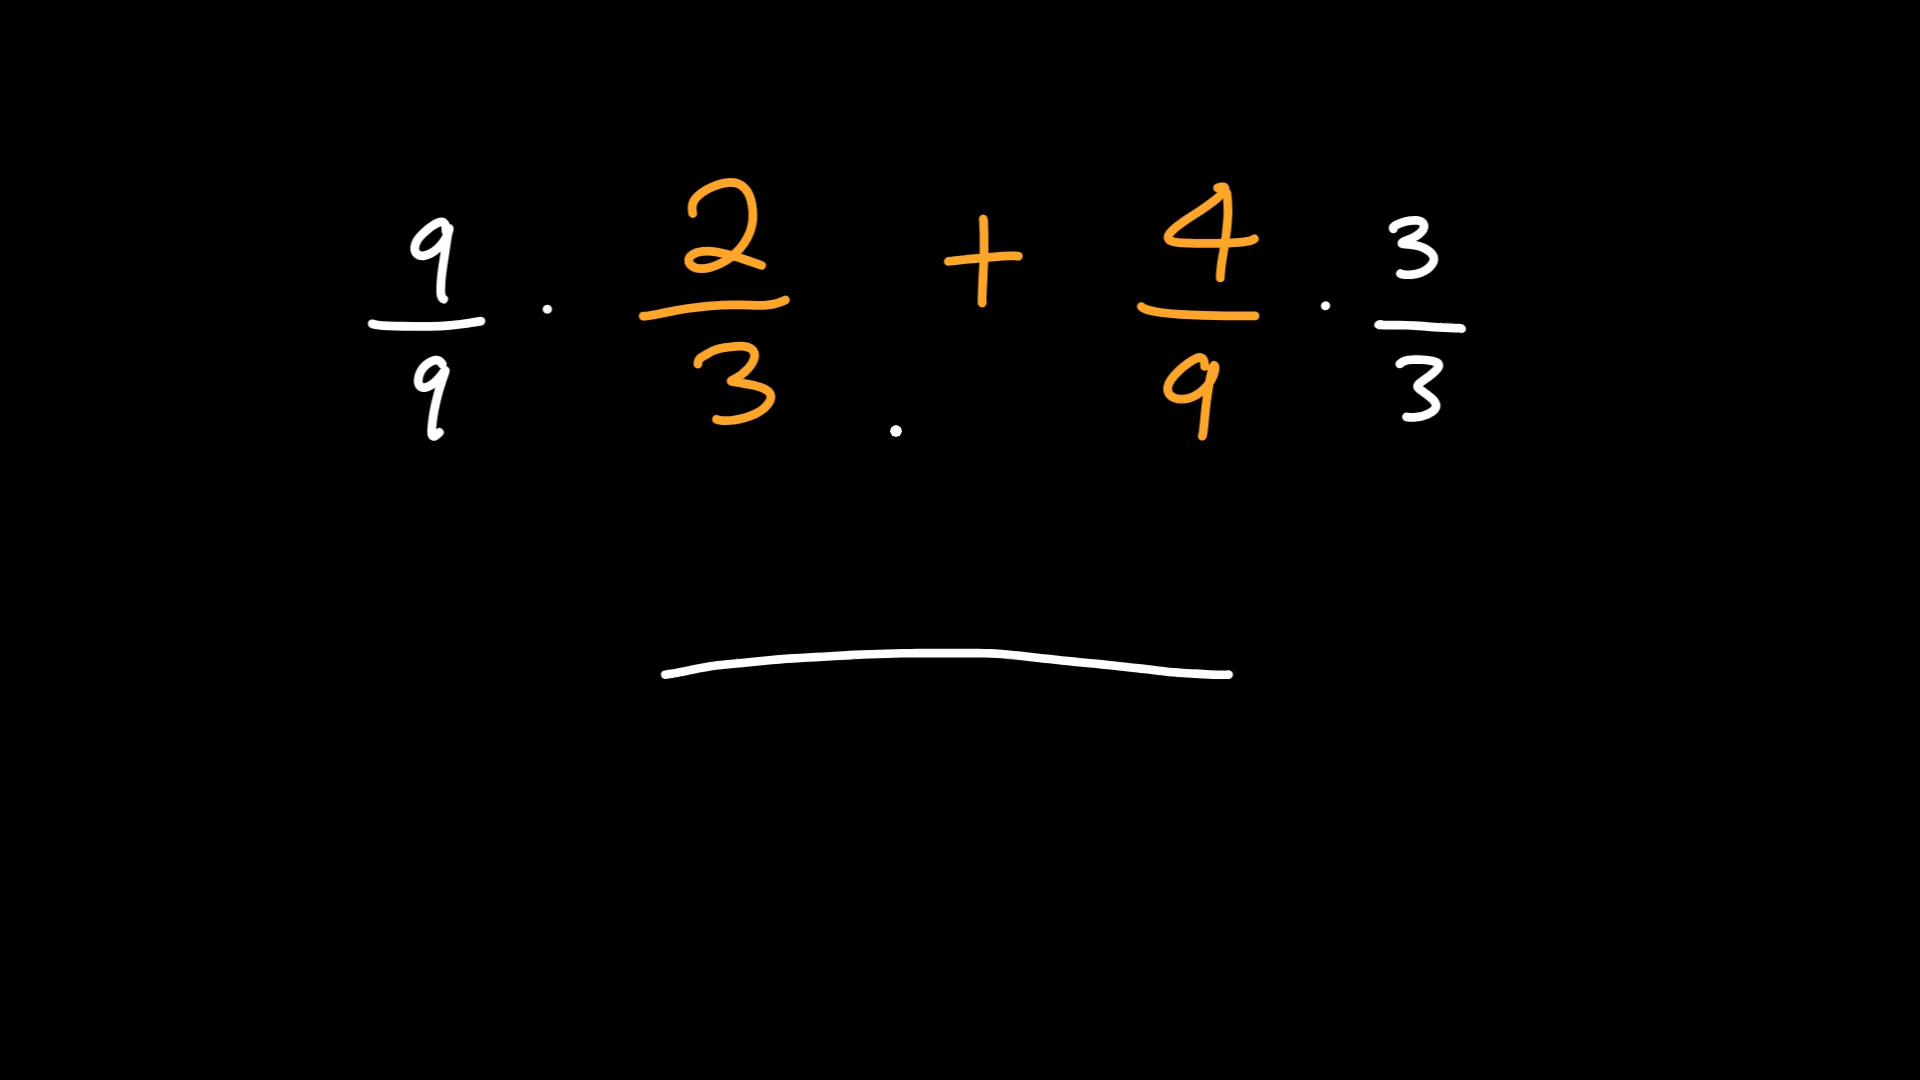 9/9 · 2/3 + 4/9 · 3/3